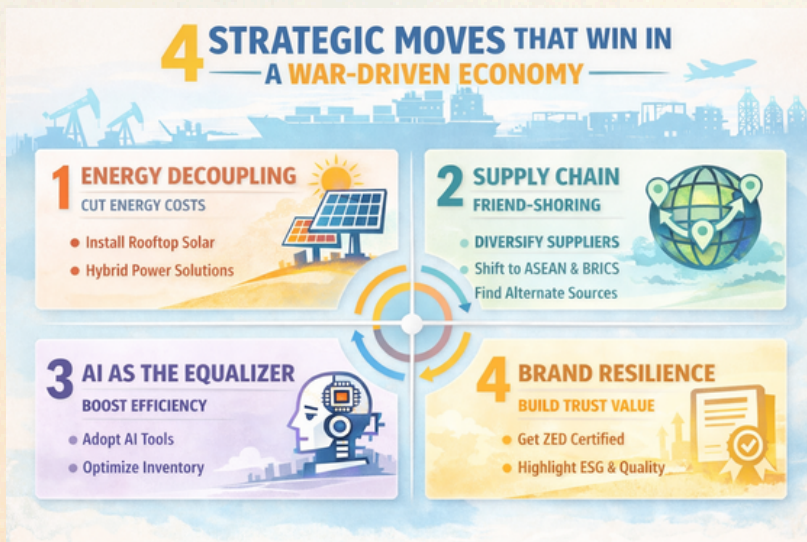 4 STRATEGIC MOVES THAT WIN IN
A WAR-DRIVEN ECONOMY
1 ENERGY DECOUPLING
CUT ENERGY COSTS
• Install Rooftop Solar
• Hybrid Power Solutions
2 SUPPLY CHAIN
FRIEND-SHORING
• DIVERSIFY SUPPLIERS
• Shift to ASEAN & BRICS
Find Alternate Sources
3 AI AS THE EQUALIZER
BOOST EFFICIENCY
• Adopt AI Tools
• Optimize Inventory
4 BRAND RESILIENCE
BUILD TRUST VALUE
• Get ZED Certified
• Highlight ESG & Quality